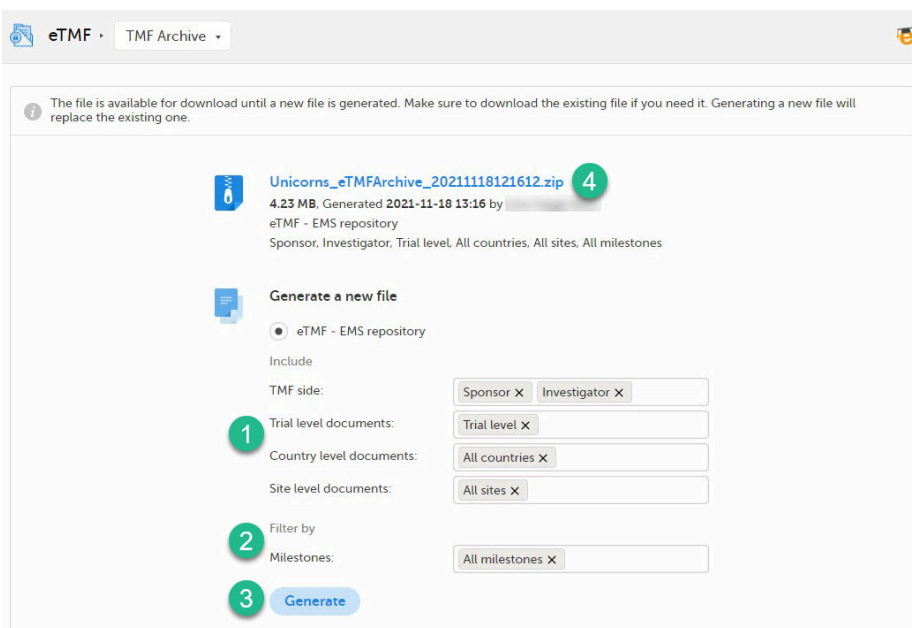 eTMF
TMF Archive
The file is available for download until a new file is generated. Make sure to download the existing file if you need it. Generating a new file will
replace the existing one.
Unicorns_eTMFArchive_20211118121612.zip 4
4.23 MB, Generated 2021-11-18 13:16 by
eTMF - EMS repository
Sponsor, Investigator, Trial level, All countries, All sites, All milestones
Generate a new file
eTMF - EMS repository
Include
TMF side: Sponsor Investigator
1 Trial level documents: Trial level
Country level documents: All countries
Site level documents: All sites
2 Filter by
Milestones: All milestones
3 Generate